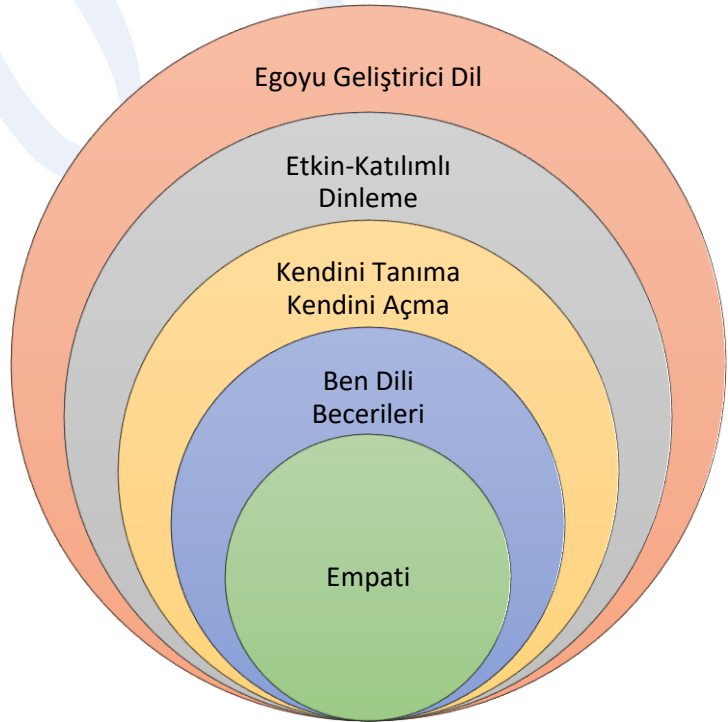 Egoyu Geliştirici Dil
Etkin-Katılımlı
Dinleme
Kendini Tanıma
Kendini Açma
Ben Dili
Becerileri
Empati